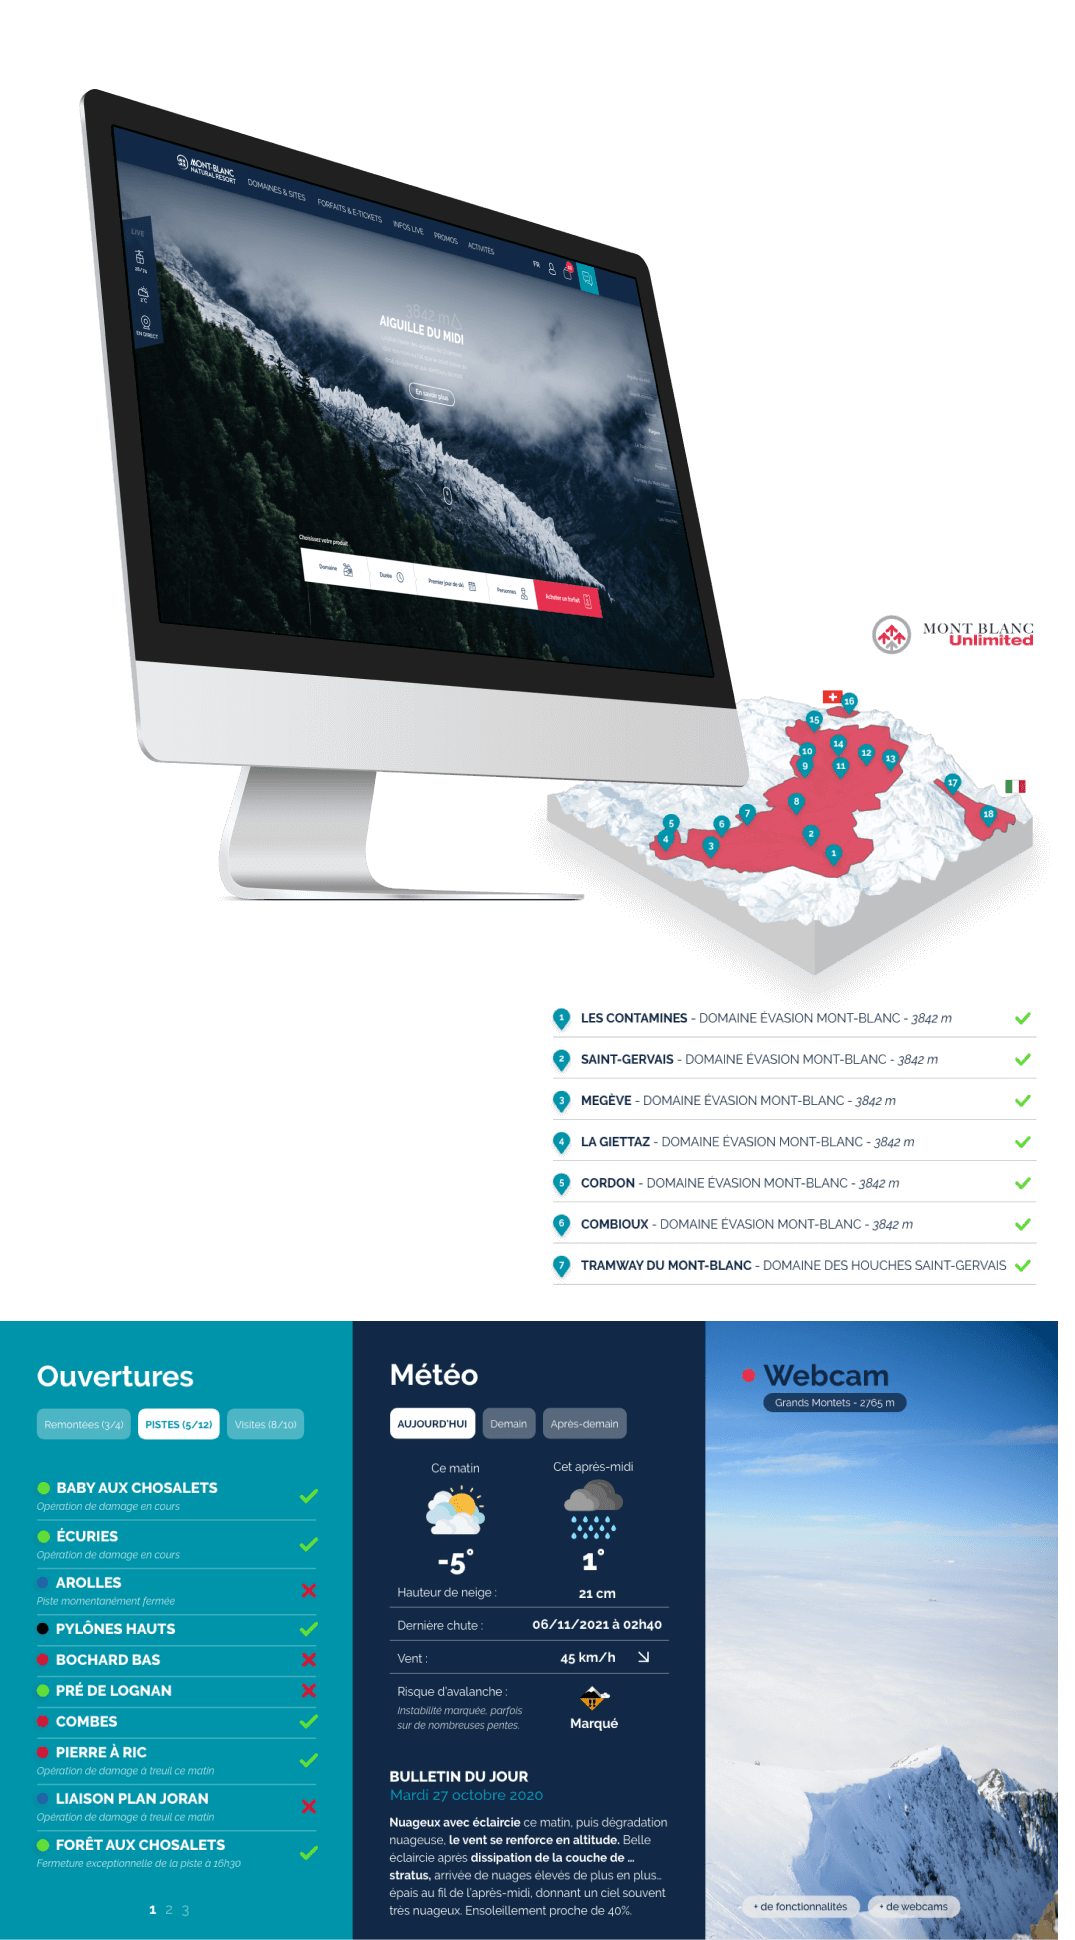 MONT-BLANC
NATURAL RESORT
DOMAINES & SITES
FORFAITS & E-TICKETS
INFOS LIVE
PROMOS
ACTIVITÉS
FR
LIVE
2°C
EN DIRECT
3842 m
AIGUILLE DU MIDI
En savoir plus
Choisissez votre produit
Domaine
Durée
Premier jour de ski
Personnes
Acheter un forfait
MONT BLANC
Unlimited
16
15
14
10
12
13
9
11
17
8
18
7
5
6
2
4
3
1
1 LES CONTAMINES - DOMAINE ÉVASION MONT-BLANC - 3842 m
2 SAINT-GERVAIS - DOMAINE ÉVASION MONT-BLANC - 3842 m
3 MEGÈVE - DOMAINE ÉVASION MONT-BLANC - 3842 m
4 LA GIETTAZ - DOMAINE ÉVASION MONT-BLANC - 3842 m
5 CORDON - DOMAINE ÉVASION MONT-BLANC - 3842 m
6 COMBIOUX - DOMAINE ÉVASION MONT-BLANC - 3842 m
7 TRAMWAY DU MONT-BLANC - DOMAINE DES HOUCHES SAINT-GERVAIS
Ouvertures
Remontées (3/4) PISTES (5/12) Visites (8/10)
BABY AUX CHOSALETS
Opération de damage en cours
ÉCURIES
Opération de damage en cours
AROLLES
Piste momentanément fermée
PYLÔNES HAUTS
BOCHARD BAS
PRÉ DE LOGNAN
COMBES
PIERRE À RIC
Opération de damage à treuil ce matin
LIAISON PLAN JORAN
Opération de damage à treuil ce matin
FORÊT AUX CHOSALETS
Fermeture exceptionnelle de la piste à 16h30
1 2 3
Météo
AUJOURD'HUI Demain Après-demain
Ce matin Cet après-midi
-5° 1°
Hauteur de neige : 21 cm
Dernière chute : 06/11/2021 à 02h40
Vent : 45 km/h
Risque d'avalanche :
Instabilité marquée, parfois
sur de nombreuses pentes.
Marqué
BULLETIN DU JOUR
Mardi 27 octobre 2020
Nuageux avec éclaircie ce matin, puis dégradation
nuageuse, le vent se renforce en altitude. Belle
éclaircie après dissipation de la couche de ...
stratus, arrivée de nuages élevés de plus en plus...
épais au fil de l'après-midi, donnant un ciel souvent
très nuageux. Ensoleillement proche de 40%.
Webcam
Grands Montets - 2765 m
+ de fonctionnalités
+ de webcams